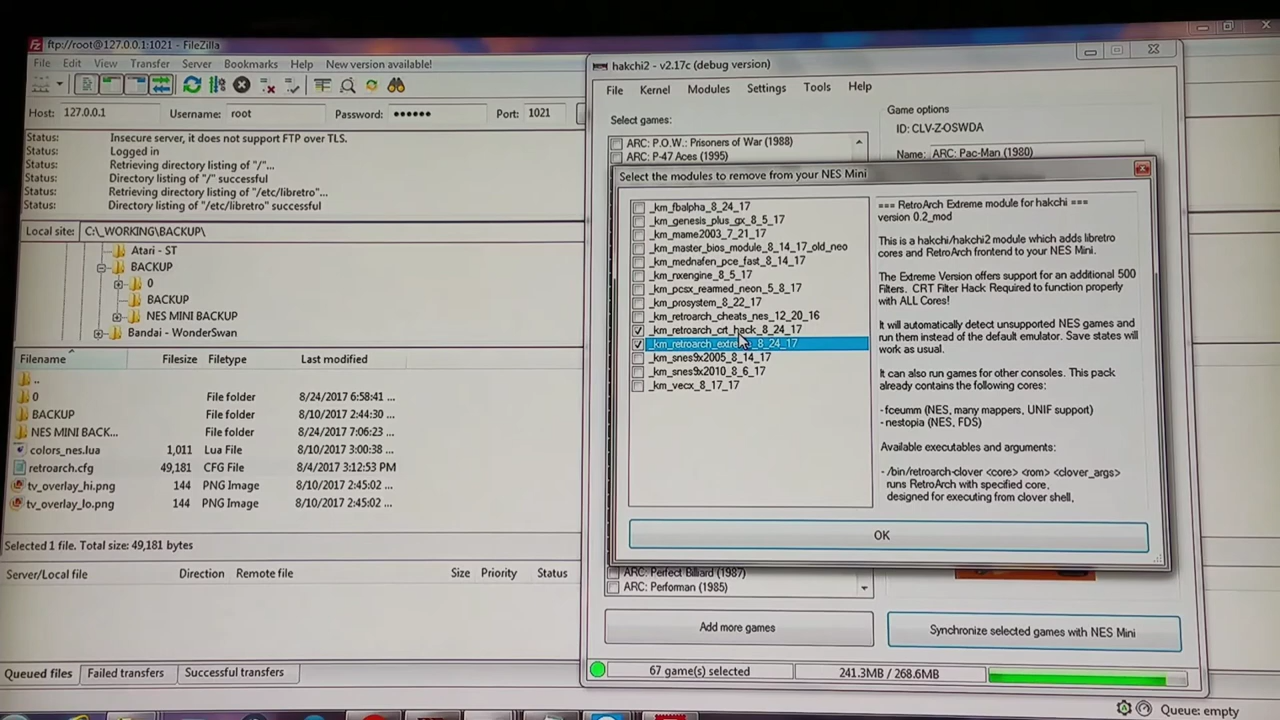 ftp://root@127.0.0.1:1021 - FileZilla
File Edit View Transfer Server Bookmarks Help New version available!
Host: 127.0.0.1 Username: root Password: •••••• Port: 1021
Status: Insecure server, it does not support FTP over TLS.
Status: Logged in
Status: Retrieving directory listing of "/"...
Status: Directory listing of "/" successful
Status: Retrieving directory listing of "/etc/libretro"...
Status: Directory listing of "/etc/libretro" successful
Local site: C:\_WORKING\BACKUP\
Atari - ST
BACKUP
0
BACKUP
NES MINI BACKUP
Bandai - WonderSwan
Filename Filesize Filetype Last modified
..
0 File folder 8/24/2017 6:58:41 ...
BACKUP File folder 8/10/2017 2:44:30 ...
NES MINI BACK... File folder 8/24/2017 7:06:23 ...
colors_nes.lua 1,011 Lua File 8/10/2017 3:00:38 ...
retroarch.cfg 49,181 CFG File 8/4/2017 3:12:53 PM
tv_overlay_hi.png 144 PNG Image 8/10/2017 2:45:02 ...
tv_overlay_lo.png 144 PNG Image 8/10/2017 2:45:02 ...
Selected 1 file. Total size: 49,181 bytes
Server/Local file Direction Remote file Size Priority Status
Queued files Failed transfers Successful transfers
hakchi2 - v2.17c (debug version)
File Kernel Modules Settings Tools Help
Select games:
ARC: P.O.W.: Prisoners of War (1988)
ARC: P-47 Aces (1995)
Game options
ID: CLV-Z-OSWDA
Name: ARC: Pac-Man (1980)
Select the modules to remove from your NES Mini
_km_fbalpha_8_24_17
_km_genesis_plus_gx_8_5_17
_km_mame2003_7_21_17
_km_master_bios_module_8_14_17_old_neo
_km_mednafen_pce_fast_8_14_17
_km_nxengine_8_5_17
_km_pcsx_rearmed_neon_5_8_17
_km_prosystem_8_22_17
_km_retroarch_cheats_nes_12_20_16
_km_retroarch_crt_hack_8_24_17
_km_retroarch_extreme_8_24_17
_km_snes9x2005_8_14_17
_km_snes9x2010_8_6_17
_km_vecx_8_17_17
=== RetroArch Extreme module for hakchi ===
version 0.2_mod
This is a hakchi/hakchi2 module which adds libretro
cores and RetroArch frontend to your NES Mini.
The Extreme Version offers support for an additional 500
Filters. CRT Filter Hack Required to function properly
with ALL Cores!
It will automatically detect unsupported NES games and
run them instead of the default emulator. Save states will
work as usual.
It can also run games for other consoles. This pack
already contains the following cores:
- fceumm (NES, many mappers, UNIF support)
- nestopia (NES, FDS)
Available executables and arguments:
- /bin/retroarch-clover <core> <rom> <clover_args>
runs RetroArch with specified core,
designed for executing from clover shell,
OK
ARC: Perfect Billiard (1987)
ARC: Performan (1985)
Add more games
Synchronize selected games with NES Mini
67 game(s) selected
241.3MB / 268.6MB
Queue: empty